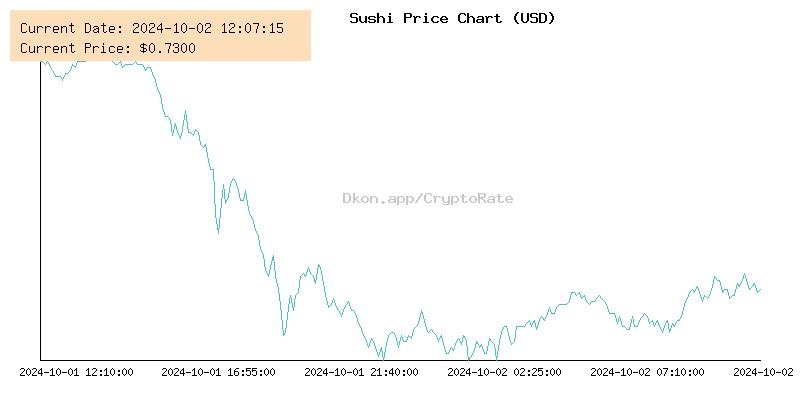 Sushi Price Chart (USD)
Current Date: 2024-10-02 12:07:15
Current Price: $0.7300
Dkon.app/CryptoRate
2024-10-01 12:10:00 2024-10-01 16:55:00 2024-10-01 21:40:00 2024-10-02 02:25:00 2024-10-02 07:10:00 2024-10-02